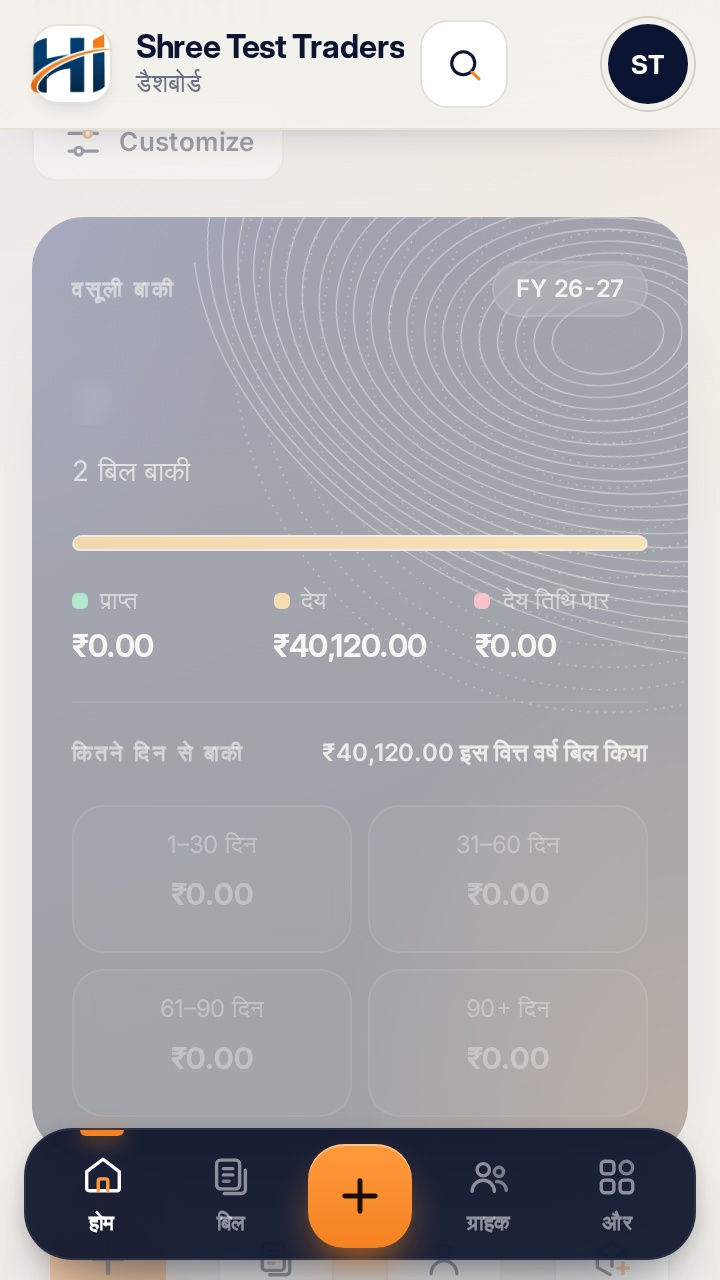 Hi
Shree Test Traders
डैशबोर्ड
ST
Customize
वसूली बाकी
FY 26-27
2 बिल बाकी
प्राप्त
देय
देय तिथि पार
₹0.00
₹40,120.00
₹0.00
कितने दिन से बाकी
₹40,120.00 इस वित्त वर्ष बिल किया
1–30 दिन
31–60 दिन
₹0.00
₹0.00
61–90 दिन
90+ दिन
₹0.00
₹0.00
होम
बिल
ग्राहक
और